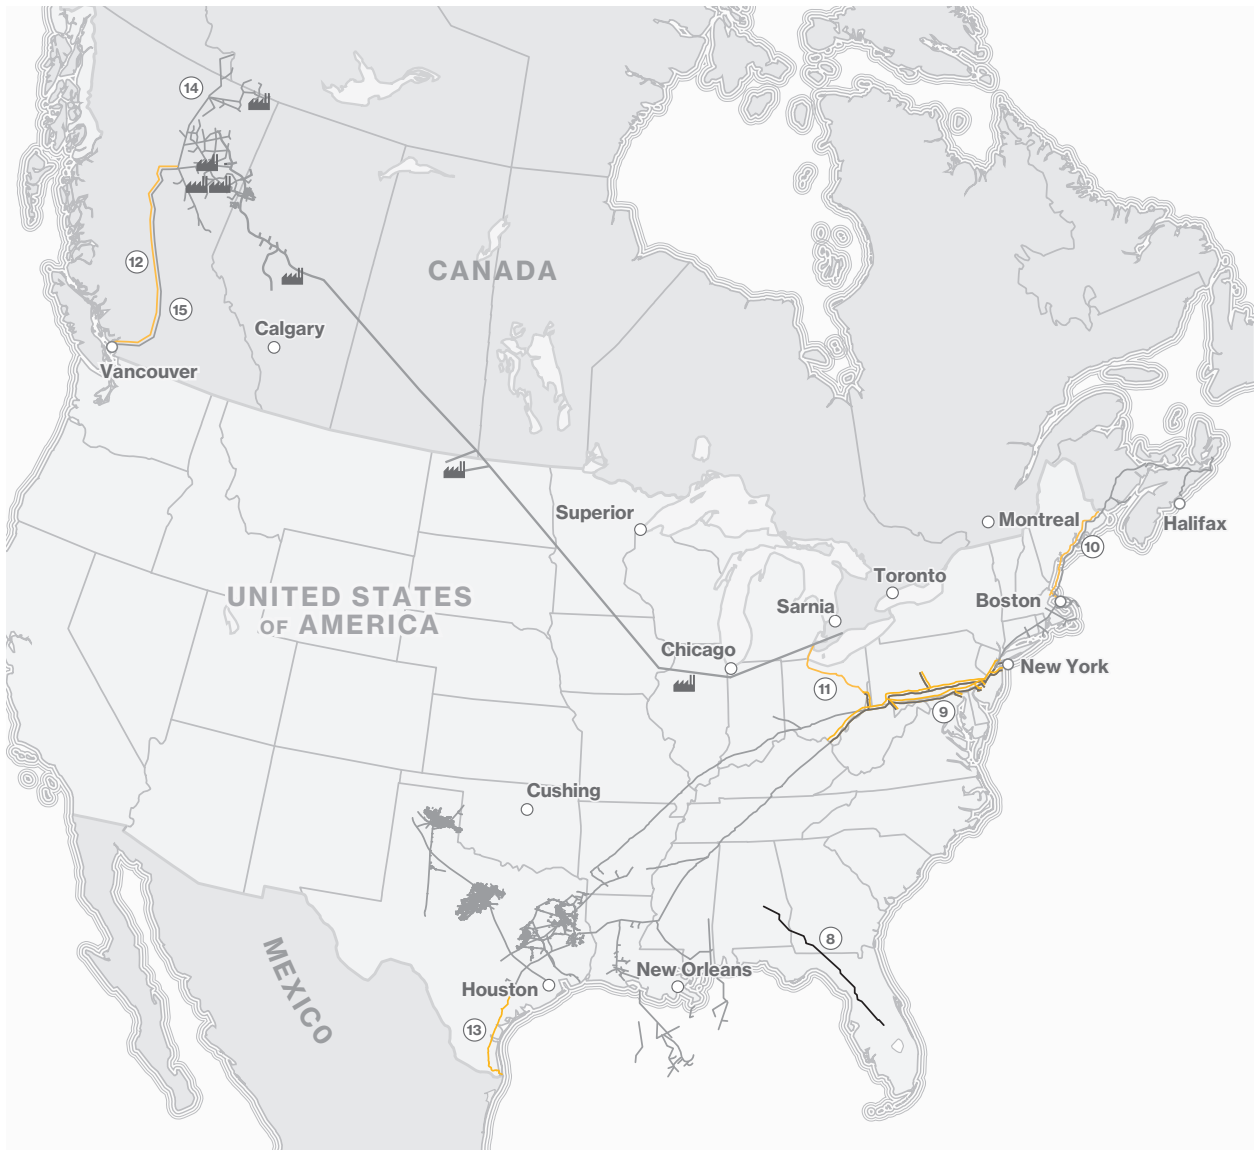 14
CANADA
12
15
Calgary
Vancouver
Superior
Montreal
Halifax
10
Toronto
UNITED STATES
OF AMERICA
Boston
Sarnia
Chicago
New York
11
9
Cushing
8
MEXICO
New Orleans
Houston
13